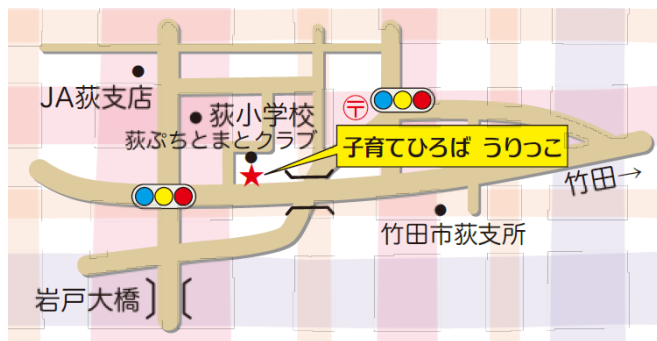 JA荻支店
荻小学校
荻ぷちとまとクラブ
〒
子育てひろば うりっこ
竹田→
竹田市荻支所
岩戸大橋